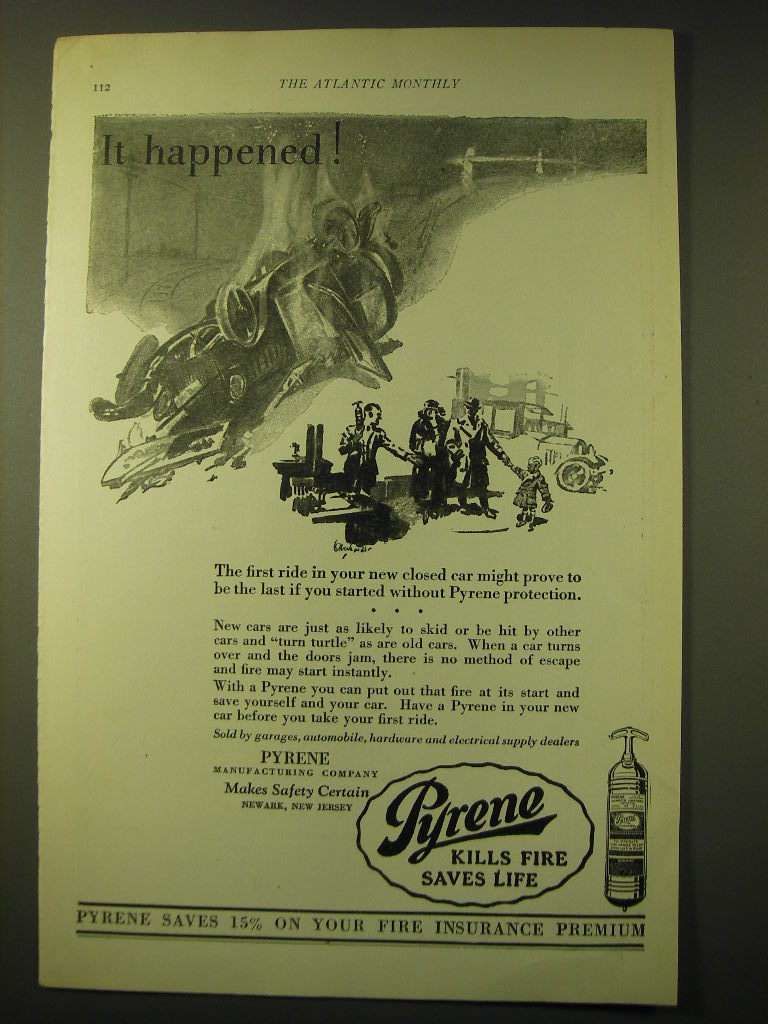 112
THE ATLANTIC MONTHLY
It happened!
The first ride in your new closed car might prove to
be the last if you started without Pyrene protection.
• • •
New cars are just as likely to skid or be hit by other
cars and "turn turtle" as are old cars. When a car turns
over and the doors jam, there is no method of escape
and fire may start instantly.
With a Pyrene you can put out that fire at its start and
save yourself and your car. Have a Pyrene in your new
car before you take your first ride.
Sold by garages, automobile, hardware and electrical supply dealers
PYRENE
MANUFACTURING COMPANY
Makes Safety Certain
NEWARK, NEW JERSEY
Pyrene
KILLS FIRE
SAVES LIFE
Pyrene
PYRENE SAVES 15% ON YOUR FIRE INSURANCE PREMIUM